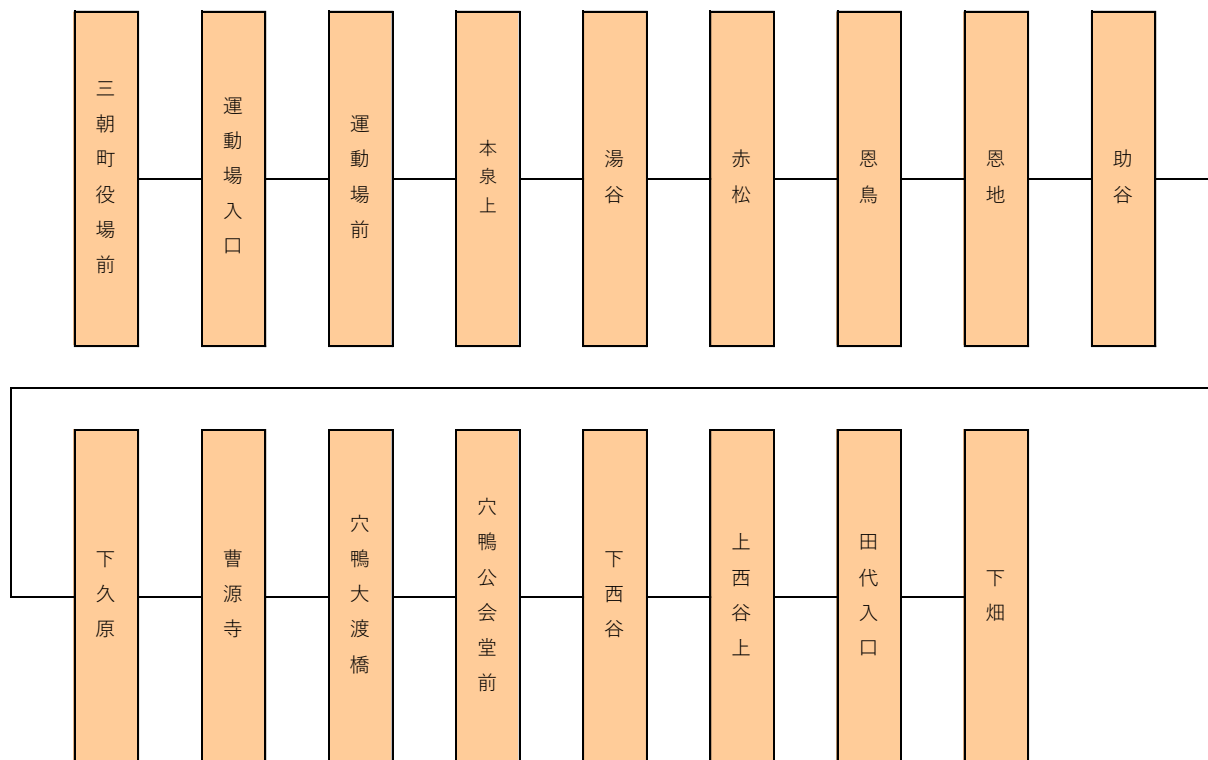 三朝町役場前
運動場入口
運動場前
本泉上
湯谷
赤松
恩鳥
恩地
助谷
下久原
曹源寺
穴鴨大渡橋
穴鴨公会堂前
下西谷
上西谷上
田代入口
下畑